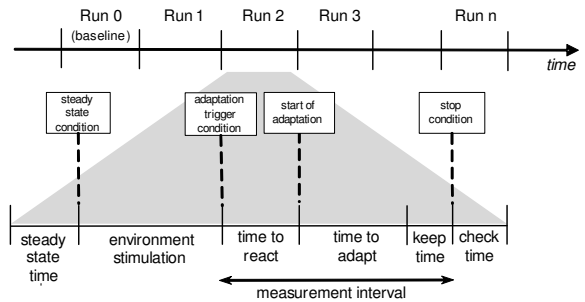 Run 0 Run 1 Run 2 Run 3 Run n
(baseline)
time
steady
state
condition
adaptation
trigger
condition
start of
adaptation
stop
condition
steady
state
time
environment
stimulation
time to
react
time to
adapt
keep
time
check
time
measurement interval